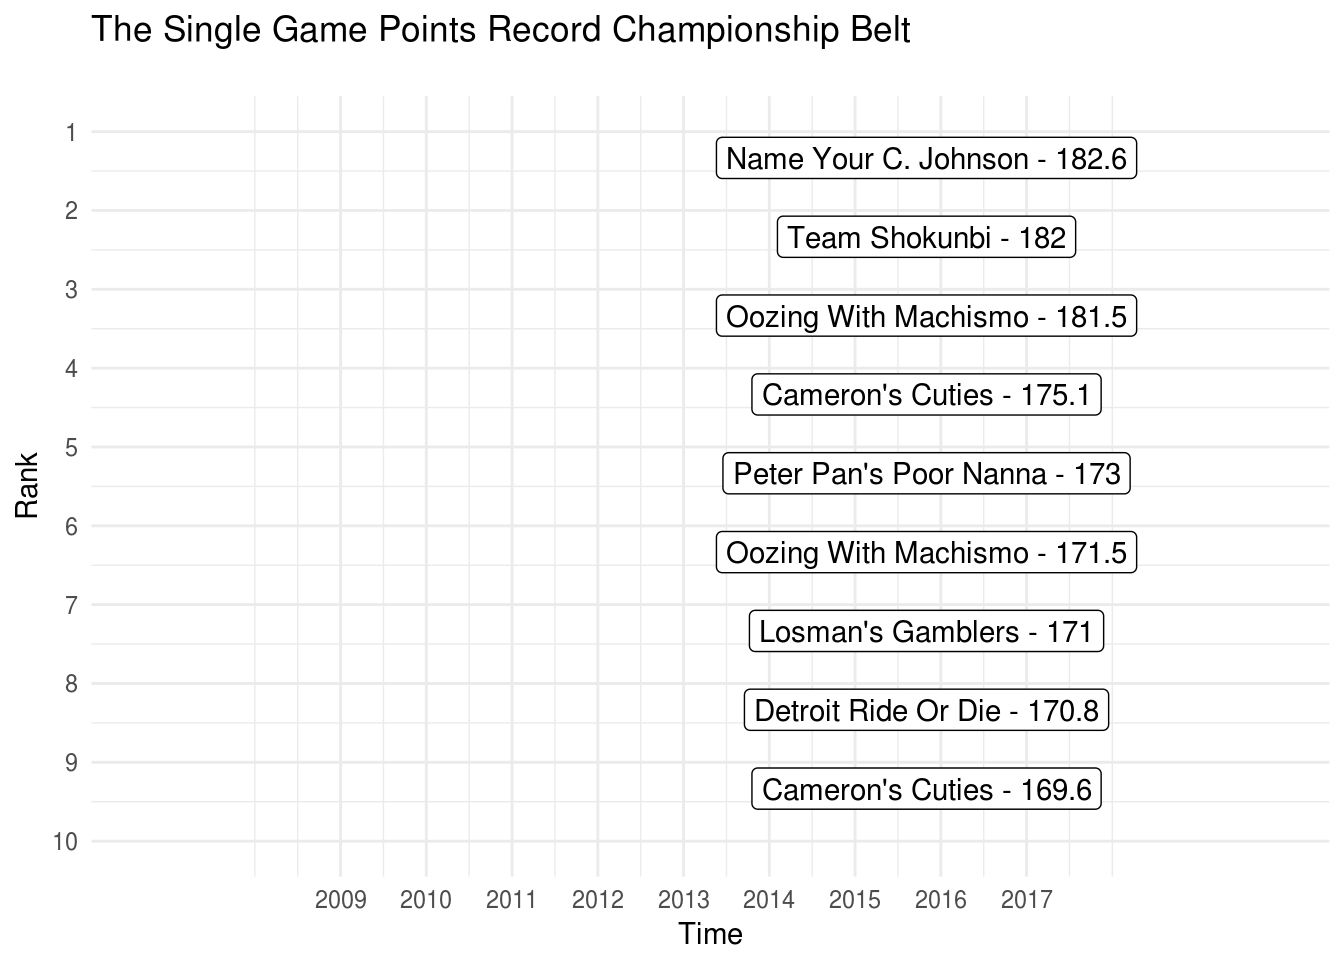 The Single Game Points Record Championship Belt
1
Name Your C. Johnson - 182.6
2
Team Shokunbi - 182
3
Oozing With Machismo - 181.5
4
Cameron's Cuties - 175.1
5
Peter Pan's Poor Nanna - 173
Rank
6
Oozing With Machismo - 171.5
7
Losman's Gamblers - 171
8
Detroit Ride Or Die - 170.8
9
Cameron's Cuties - 169.6
10
2009 2010 2011 2012 2013 2014 2015 2016 2017
Time